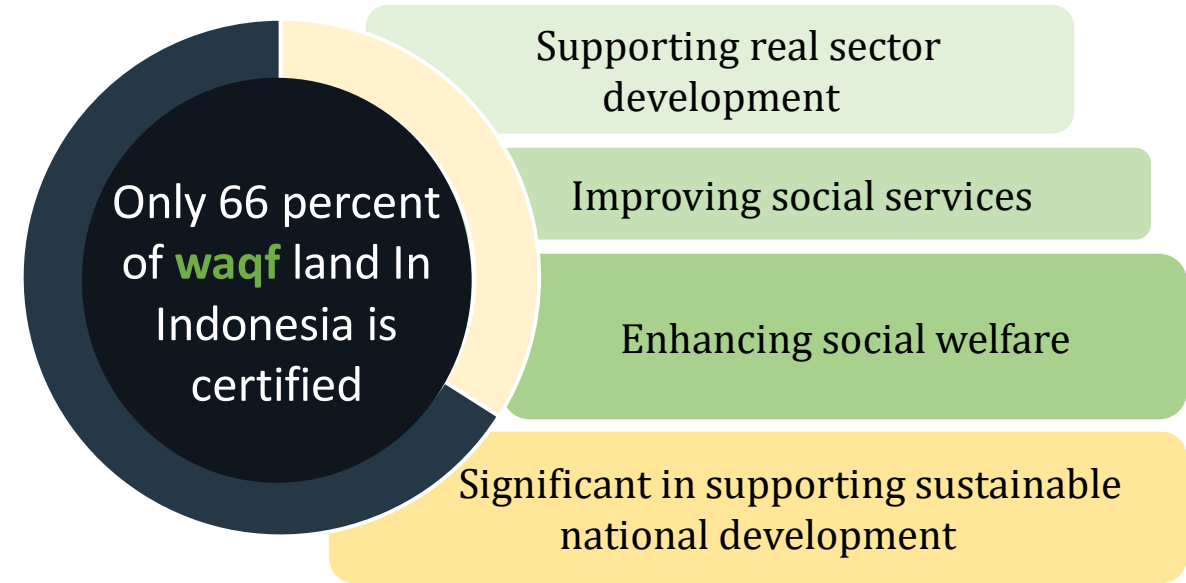 Only 66 percent
of waqf land In
Indonesia is
certified
Supporting real sector
development
Improving social services
Enhancing social welfare
Significant in supporting sustainable
national development